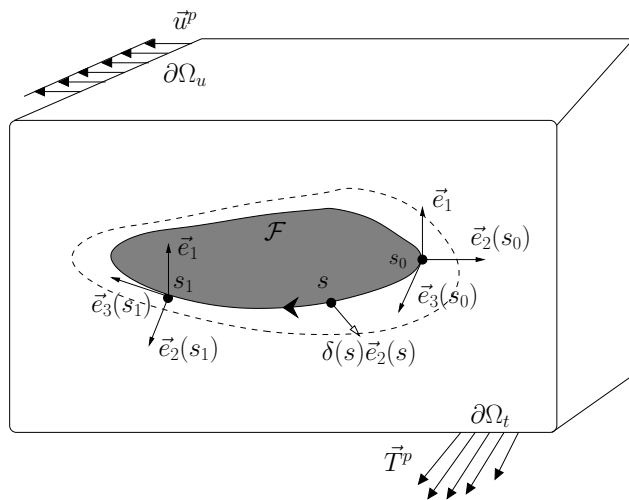 $\vec{u}^p$
$\partial\Omega_u$
$\mathcal{F}$
$\vec{e}_1$
$\vec{e}_1$
$s_0$
$\vec{e}_2(s_0)$
$s_1$
$s$
$\vec{e}_3(s_1)$
$\vec{e}_3(s_0)$
$\vec{e}_2(s_1)$
$\delta(s)\vec{e}_2(s)$
$\partial\Omega_t$
$\vec{T}^p$